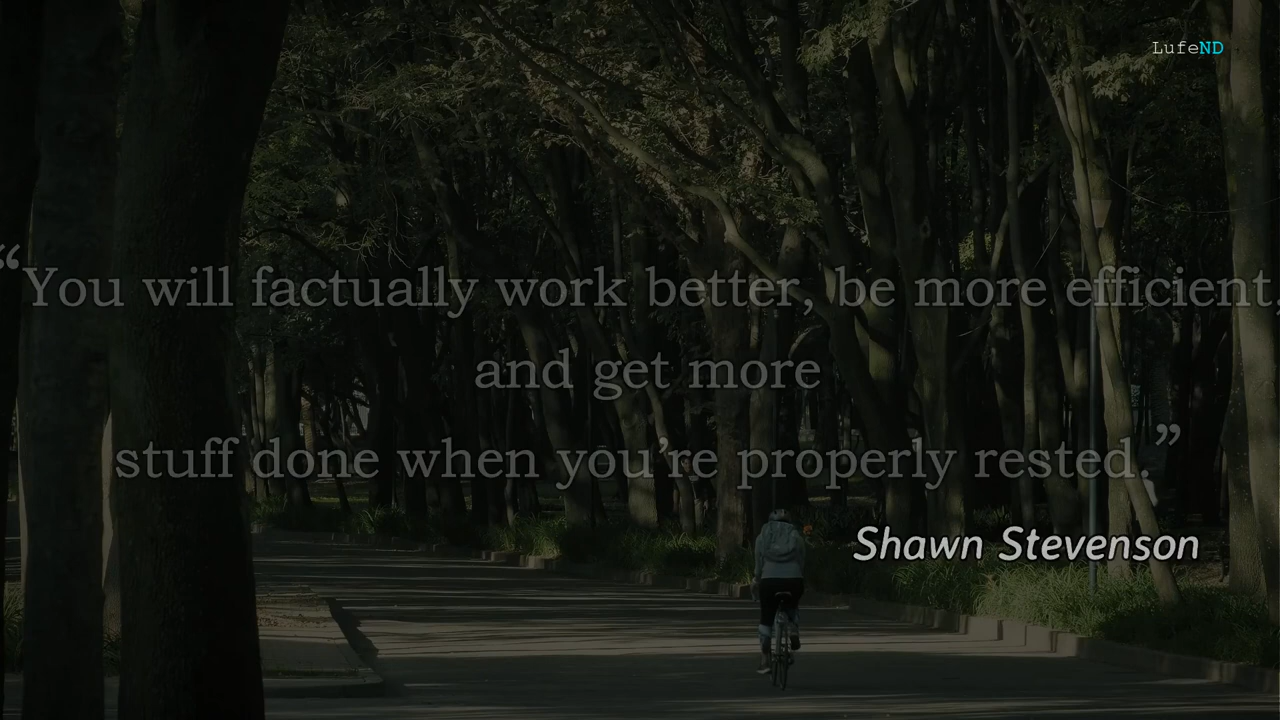 LufeND
“You will factually work better, be more efficient,
and get more
stuff done when you’re properly rested.”
Shawn Stevenson